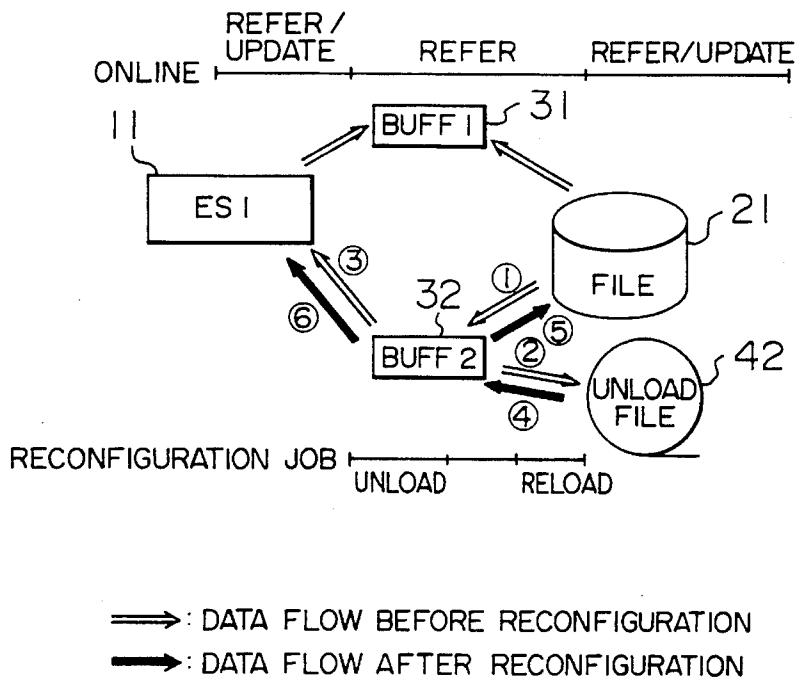 REFER/
UPDATE
REFER
REFER/UPDATE
ONLINE
31
BUFF 1
11
ES 1
21
FILE
③
①
32
⑥
⑤
②
BUFF 2
42
UNLOAD
FILE
④
RECONFIGURATION JOB
UNLOAD
RELOAD
: DATA FLOW BEFORE RECONFIGURATION
: DATA FLOW AFTER RECONFIGURATION